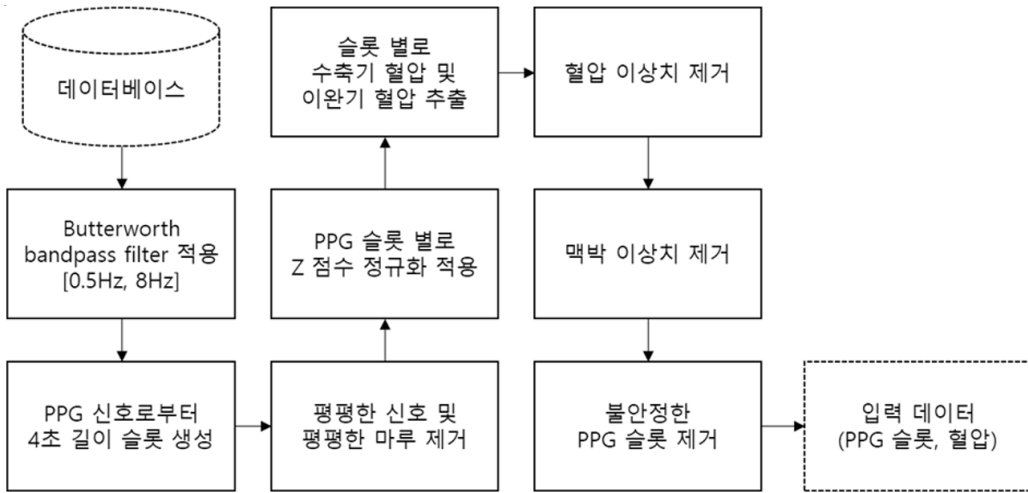 데이터베이스
Butterworth
bandpass filter 적용
[0.5Hz, 8Hz]
PPG 신호로부터
4초 길이 슬롯 생성
평평한 신호 및
평평한 마루 제거
PPG 슬롯 별로
Z 점수 정규화 적용
슬롯 별로
수축기 혈압 및
이완기 혈압 추출
혈압 이상치 제거
맥박 이상치 제거
불안정한
PPG 슬롯 제거
입력 데이터
(PPG 슬롯, 혈압)